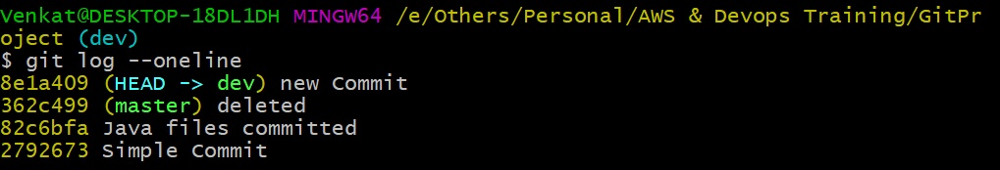 Venkat@DESKTOP-18DL1DH MINGW64 /e/Others/Personal/AWS & Devops Training/GitPr
oject (dev)
$ git log --oneline
8e1a409 (HEAD -> dev) new Commit
362c499 (master) deleted
82c6bfa Java files committed
2792673 Simple Commit